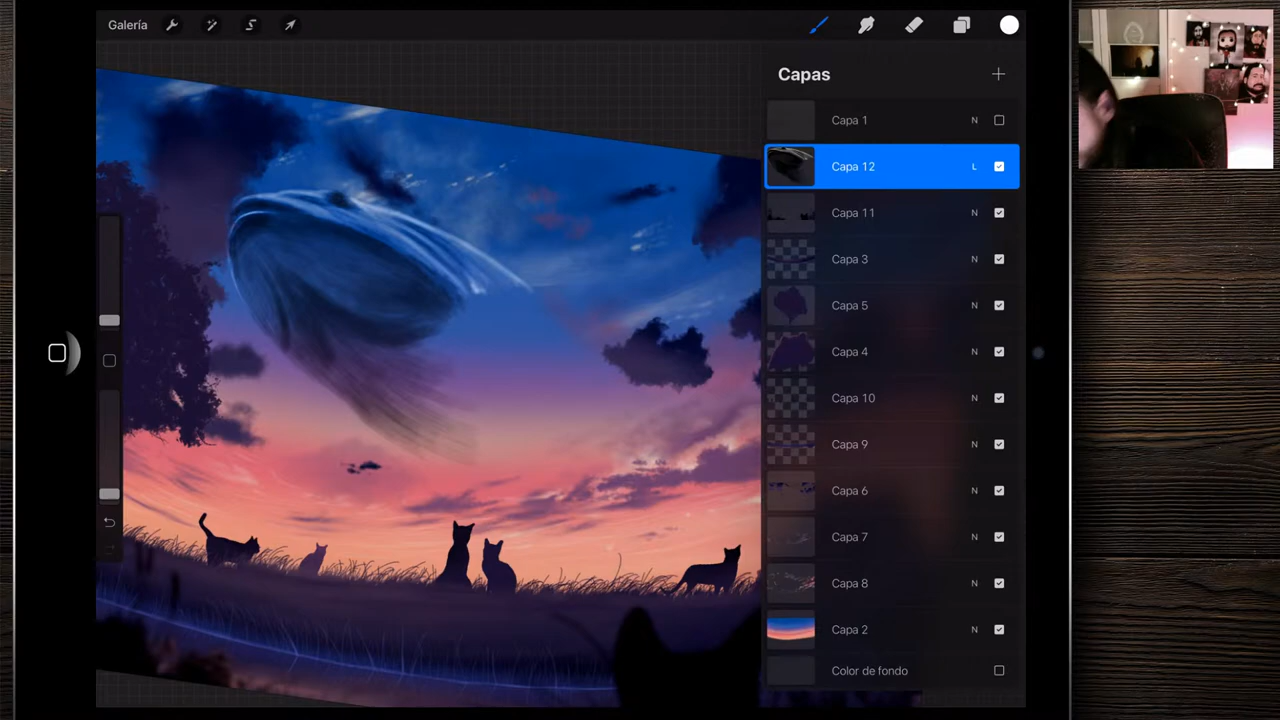 Galería
Capas
Capa 1 N
Capa 12 L
Capa 11 N
Capa 3 N
Capa 5 N
Capa 4 N
Capa 10 N
Capa 9 N
Capa 6 N
Capa 7 N
Capa 8 N
Capa 2 N
Color de fondo